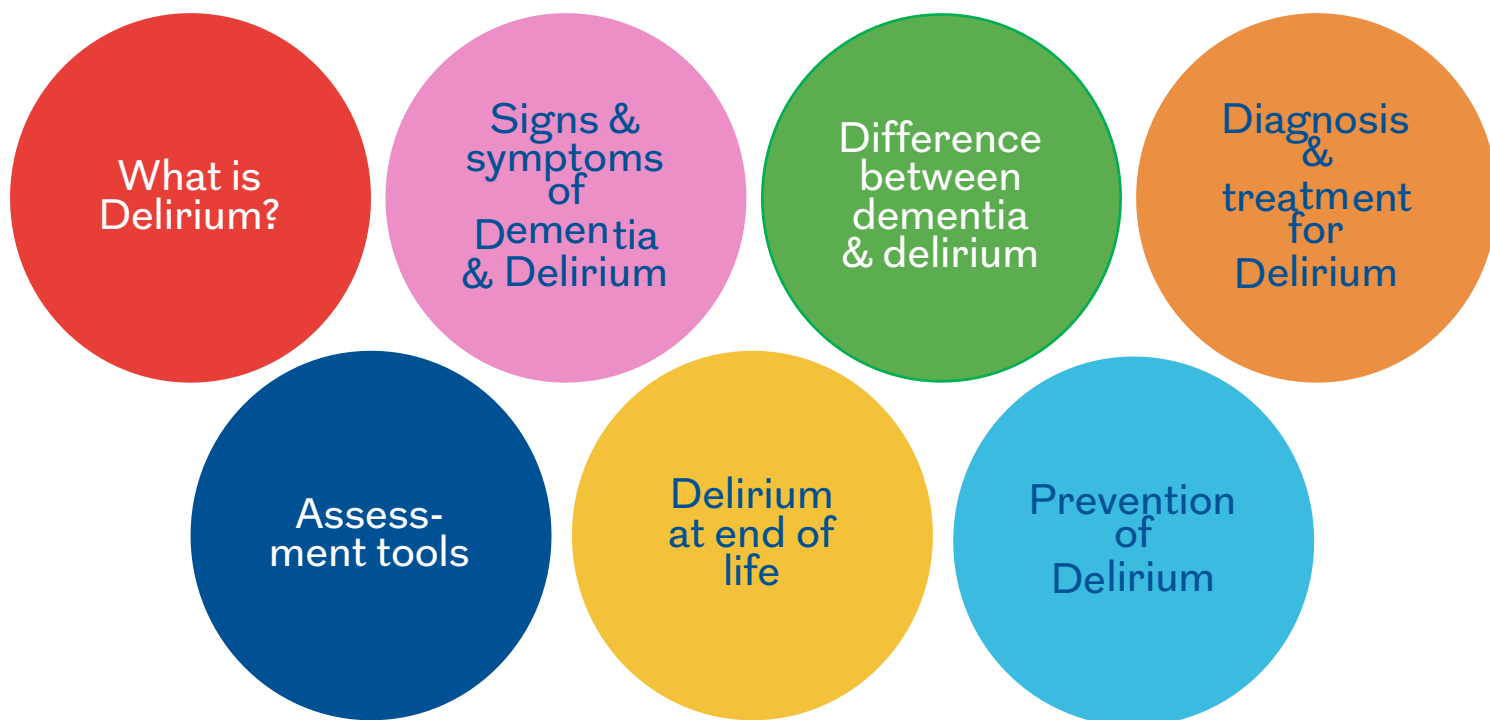 What is
Delirium?
Signs &
symptoms
of
Dementia
& Delirium
Difference
between
dementia
& delirium
Diagnosis
&
treatment
for
Delirium
Assess-
ment tools
Delirium
at end of
life
Prevention
of
Delirium